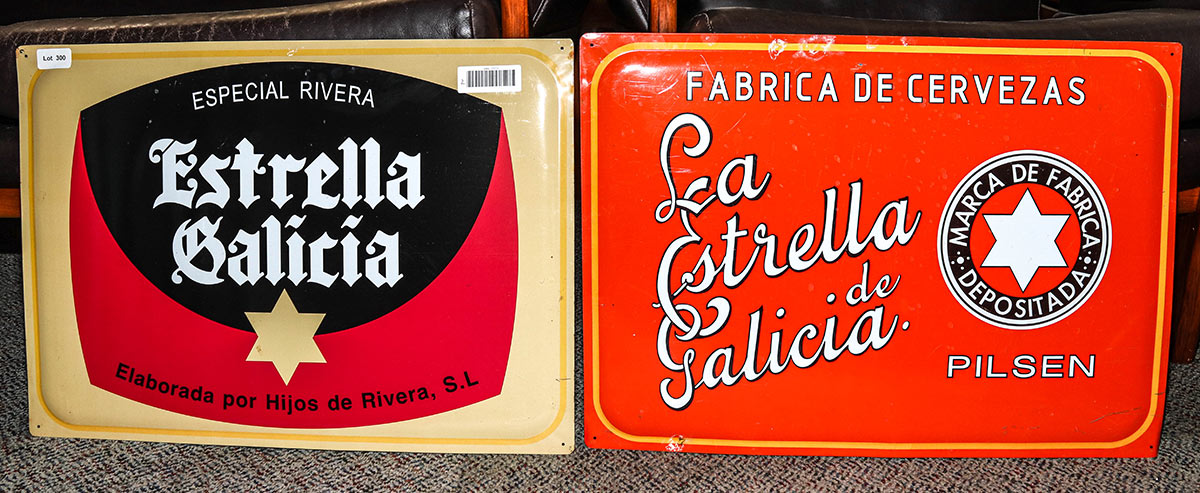 Lot 300
ESPECIAL RIVERA
Estrella
Galicia
Elaborada por Hijos de Rivera, S.L
FABRICA DE CERVEZAS
La
Estrella
de
Galicia.
MARCA DE FABRICA
DEPOSITADA
PILSEN